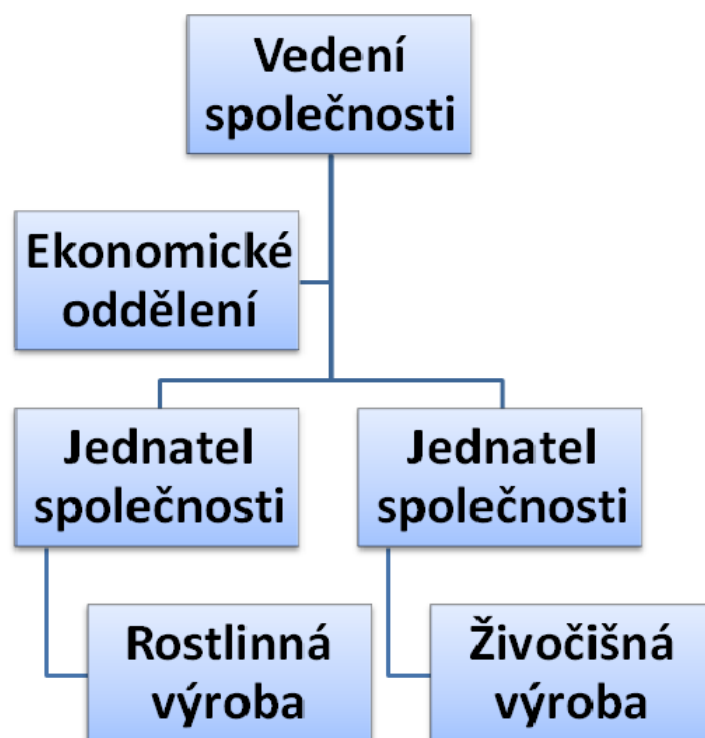 Vedení
společnosti
Ekonomické
oddělení
Jednatel
společnosti
Jednatel
společnosti
Rostlinná
výroba
Živočišná
výroba